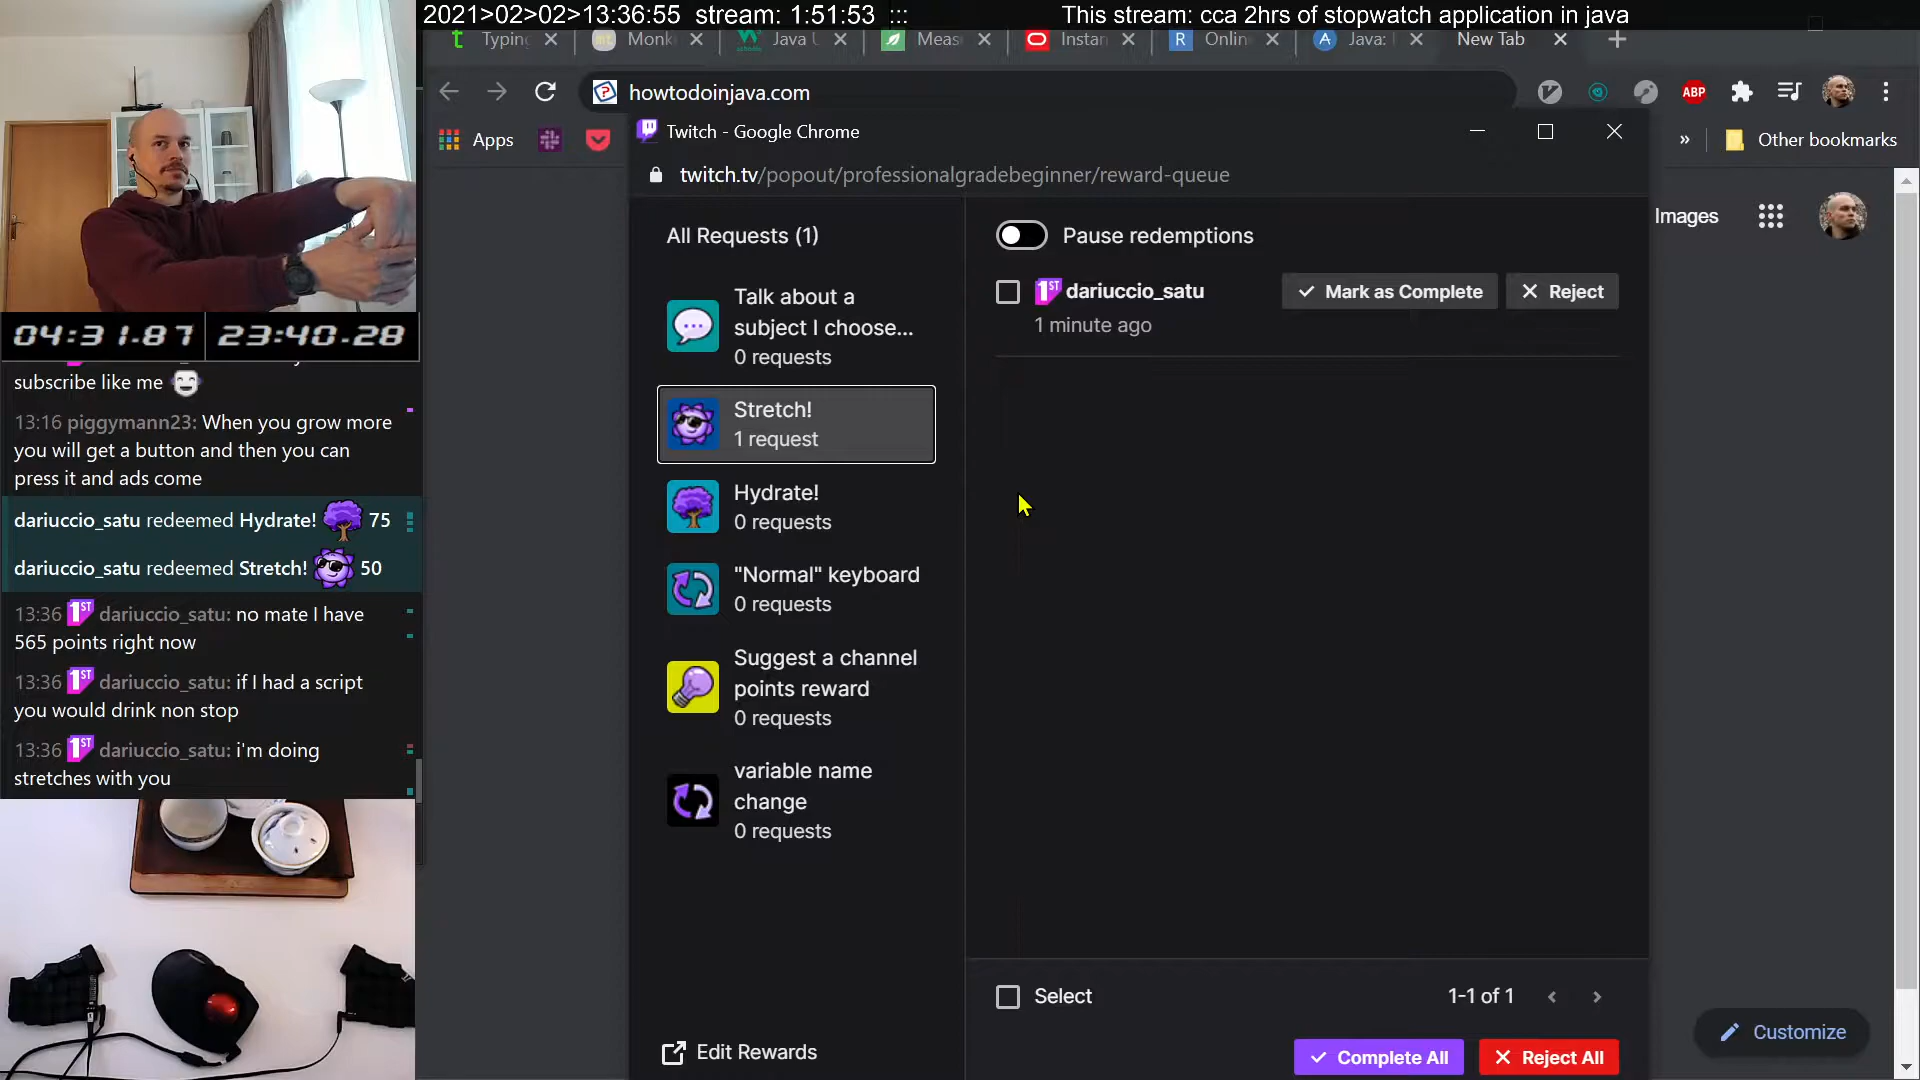 2021>02>02>13:36:55 stream: 1:51:53 :::
This stream: cca 2hrs of stopwatch application in java
Typing
Monk
Java U
Meas
Instan
Onlin
Java:
New Tab
howtodoinjava.com
ABP
Apps
Other bookmarks
Images
Twitch - Google Chrome
twitch.tv/popout/professionalgradebeginner/reward-queue
All Requests (1)
Talk about a
subject I choose...
0 requests
Stretch!
1 request
Hydrate!
0 requests
"Normal" keyboard
0 requests
Suggest a channel
points reward
0 requests
variable name
change
0 requests
Edit Rewards
Pause redemptions
1ST dariuccio_satu
1 minute ago
Mark as Complete
Reject
Select
1-1 of 1
Complete All
Reject All
Customize
04:31.87
23:40.28
subscribe like me
13:16 piggymann23: When you grow more
you will get a button and then you can
press it and ads come
dariuccio_satu redeemed Hydrate! 75
dariuccio_satu redeemed Stretch! 50
13:36 1ST dariuccio_satu: no mate I have
565 points right now
13:36 1ST dariuccio_satu: if I had a script
you would drink non stop
13:36 1ST dariuccio_satu: i'm doing
stretches with you